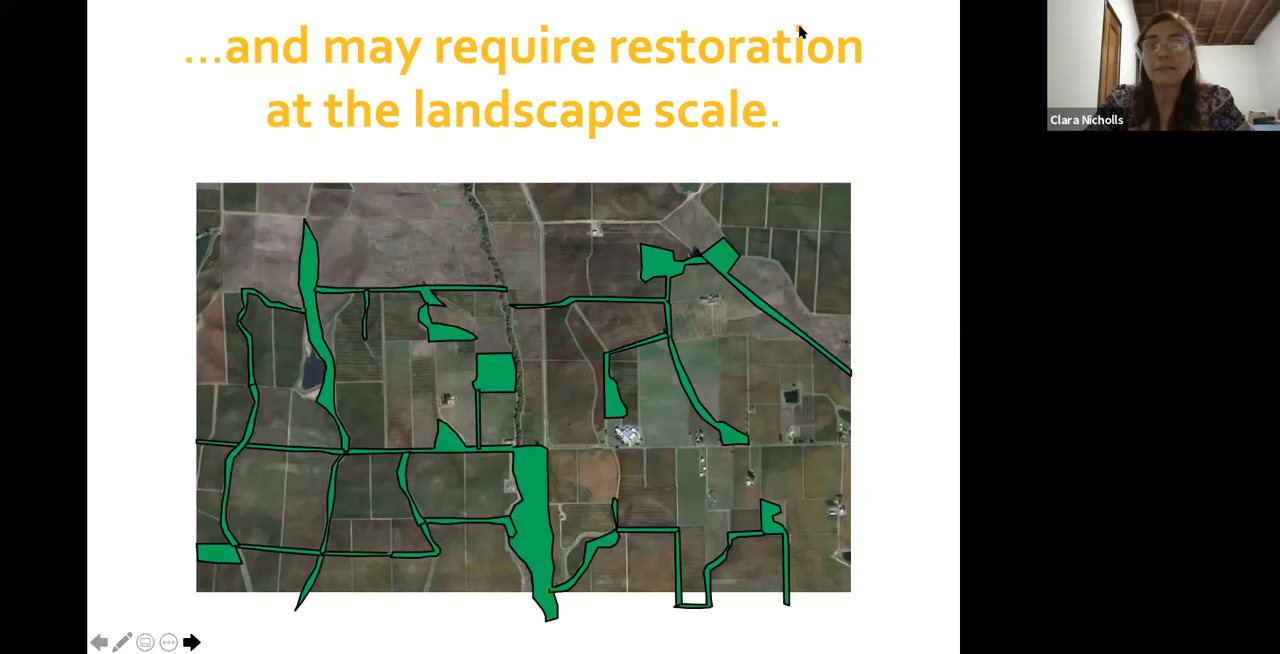 ...and may require restoration
at the landscape scale.
Clara Nicholls